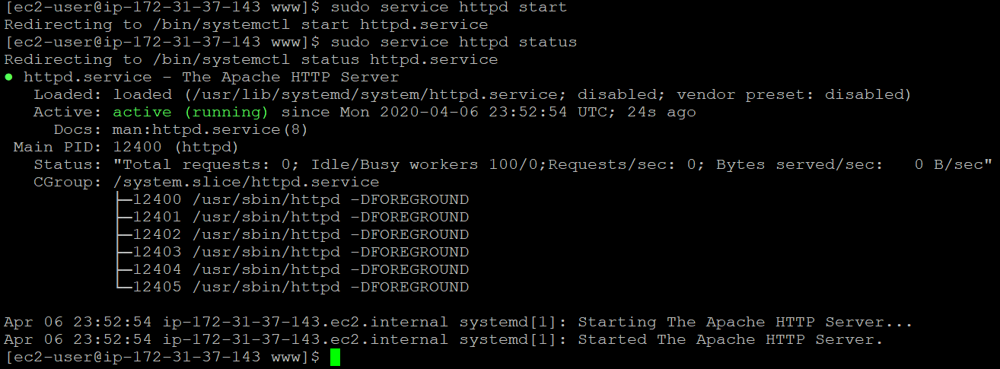 [ec2-user@ip-172-31-37-143 www]$ sudo service httpd start
Redirecting to /bin/systemctl start httpd.service
[ec2-user@ip-172-31-37-143 www]$ sudo service httpd status
Redirecting to /bin/systemctl status httpd.service
● httpd.service - The Apache HTTP Server
   Loaded: loaded (/usr/lib/systemd/system/httpd.service; disabled; vendor preset: disabled)
   Active: active (running) since Mon 2020-04-06 23:52:54 UTC; 24s ago
     Docs: man:httpd.service(8)
 Main PID: 12400 (httpd)
   Status: "Total requests: 0; Idle/Busy workers 100/0;Requests/sec: 0; Bytes served/sec:   0 B/sec"
   CGroup: /system.slice/httpd.service
           ├─12400 /usr/sbin/httpd -DFOREGROUND
           ├─12401 /usr/sbin/httpd -DFOREGROUND
           ├─12402 /usr/sbin/httpd -DFOREGROUND
           ├─12403 /usr/sbin/httpd -DFOREGROUND
           ├─12404 /usr/sbin/httpd -DFOREGROUND
           └─12405 /usr/sbin/httpd -DFOREGROUND

Apr 06 23:52:54 ip-172-31-37-143.ec2.internal systemd[1]: Starting The Apache HTTP Server...
Apr 06 23:52:54 ip-172-31-37-143.ec2.internal systemd[1]: Started The Apache HTTP Server.
[ec2-user@ip-172-31-37-143 www]$